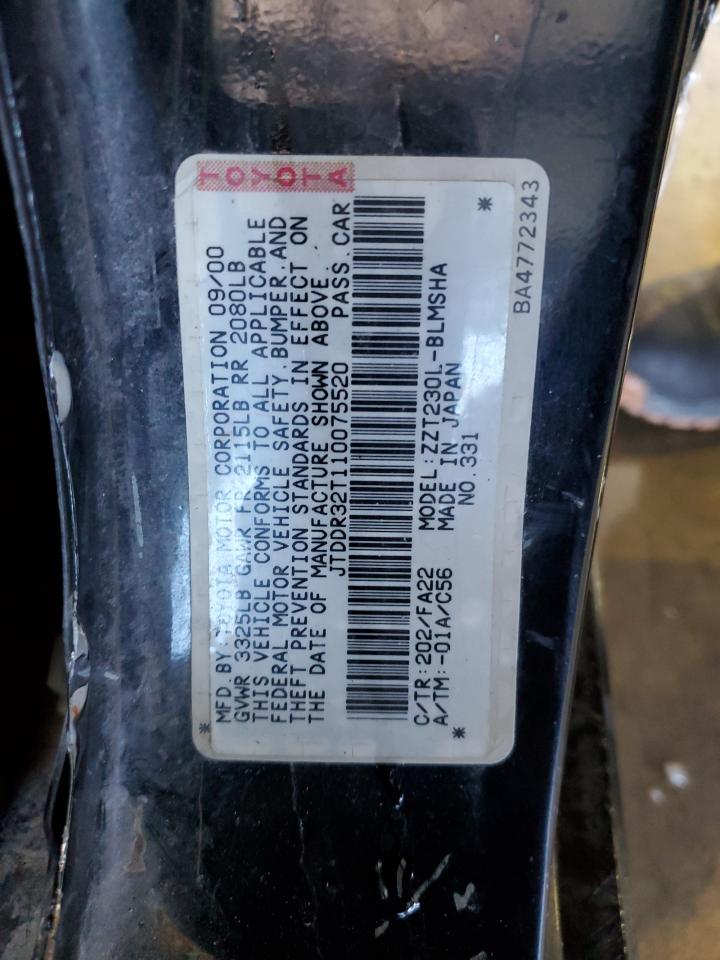 TOYOTA
MFD. BY: TOYOTA MOTOR CORPORATION 09/00
GVWR 3325LB GAWR FR 2115LB RR 2080LB
THIS VEHICLE CONFORMS TO ALL APPLICABLE
FEDERAL MOTOR VEHICLE SAFETY, BUMPER, AND
THEFT PREVENTION STANDARDS IN EFFECT ON
THE DATE OF MANUFACTURE SHOWN ABOVE
JTDDR32T110075520 PASS. CAR
C/TR: 202/FA22 MODEL: ZZT230L-BLMSHA
A/TM: -01A/C56 MADE IN JAPAN
NO. 331
BA4772343